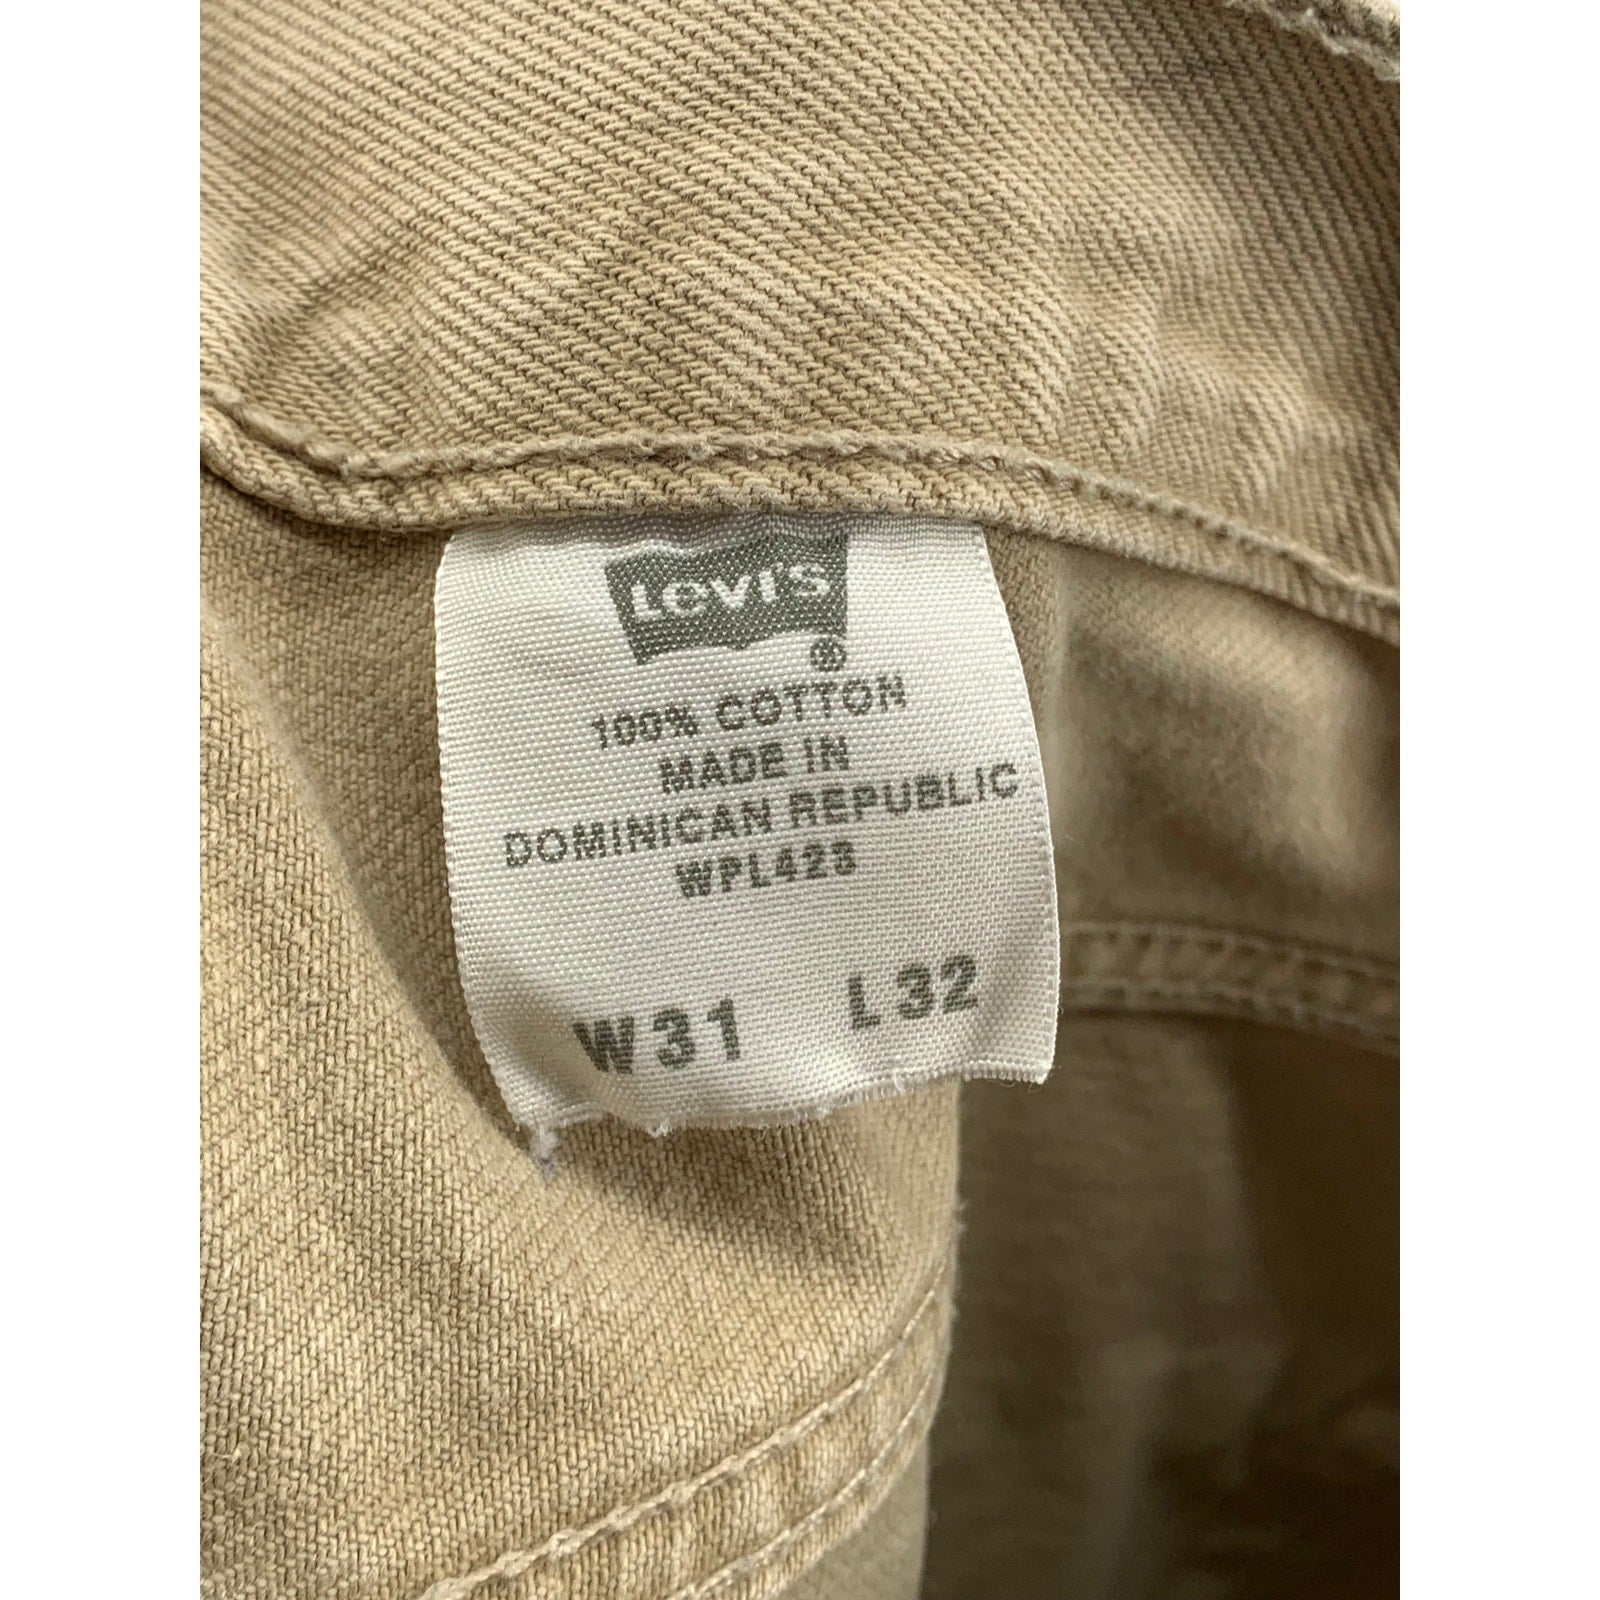 Levi's
®
100% COTTON
MADE IN
DOMINICAN REPUBLIC
WPL423
W31 L32